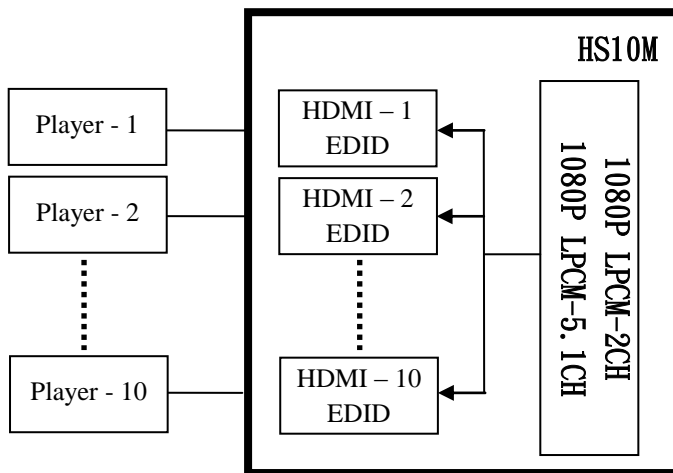 HS10M
Player - 1
HDMI – 1
EDID
Player - 2
HDMI – 2
EDID
Player - 10
HDMI – 10
EDID
1080P LPCM-2CH
1080P LPCM-5.1CH